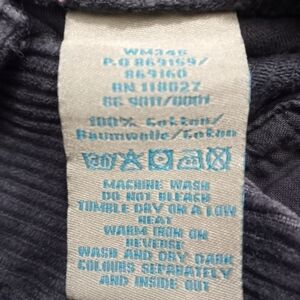 WM346
P.O 869159/
869160
RN 118027
BG 9811/0001
100% Cotton/
Baumwolle/Coton
MACHINE WASH
DO NOT BLEACH
TUMBLE DRY ON A LOW
HEAT
WARM IRON ON
REVERSE
WASH AND DRY DARK
COLOURS SEPARATELY
AND INSIDE OUT